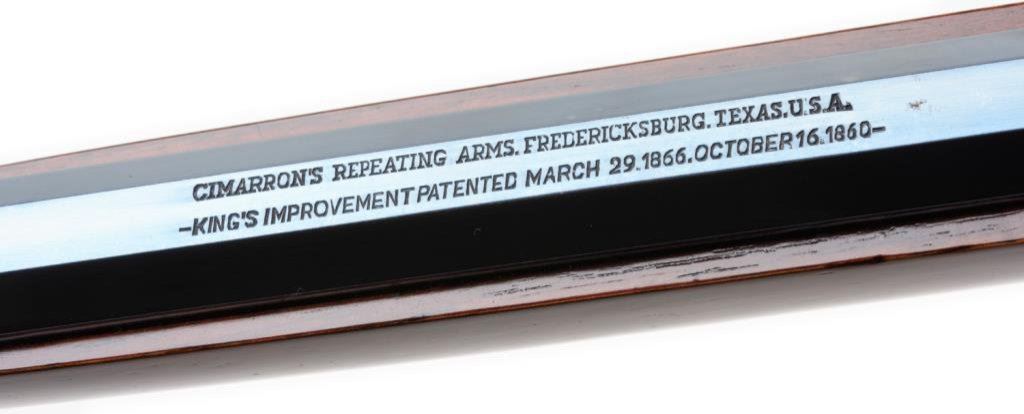 CIMARRON'S REPEATING ARMS. FREDERICKSBURG. TEXAS. U.S.A.
-KING'S IMPROVEMENT PATENTED MARCH 29. 1866. OCTOBER 16. 1860-